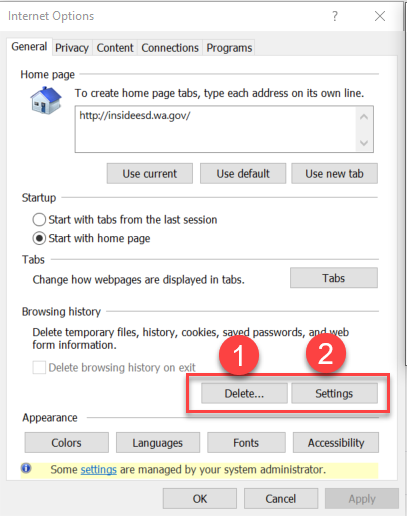 Internet Options
?
General Privacy Content Connections Programs
Home page
To create home page tabs, type each address on its own line.
http://insideesd.wa.gov/
Use current Use default Use new tab
Startup
Start with tabs from the last session
Start with home page
Tabs
Change how webpages are displayed in tabs. Tabs
Browsing history
Delete temporary files, history, cookies, saved passwords, and web
form information.
Delete browsing history on exit
1 2
Delete... Settings
Appearance
Colors Languages Fonts Accessibility
Some settings are managed by your system administrator.
OK Cancel Apply